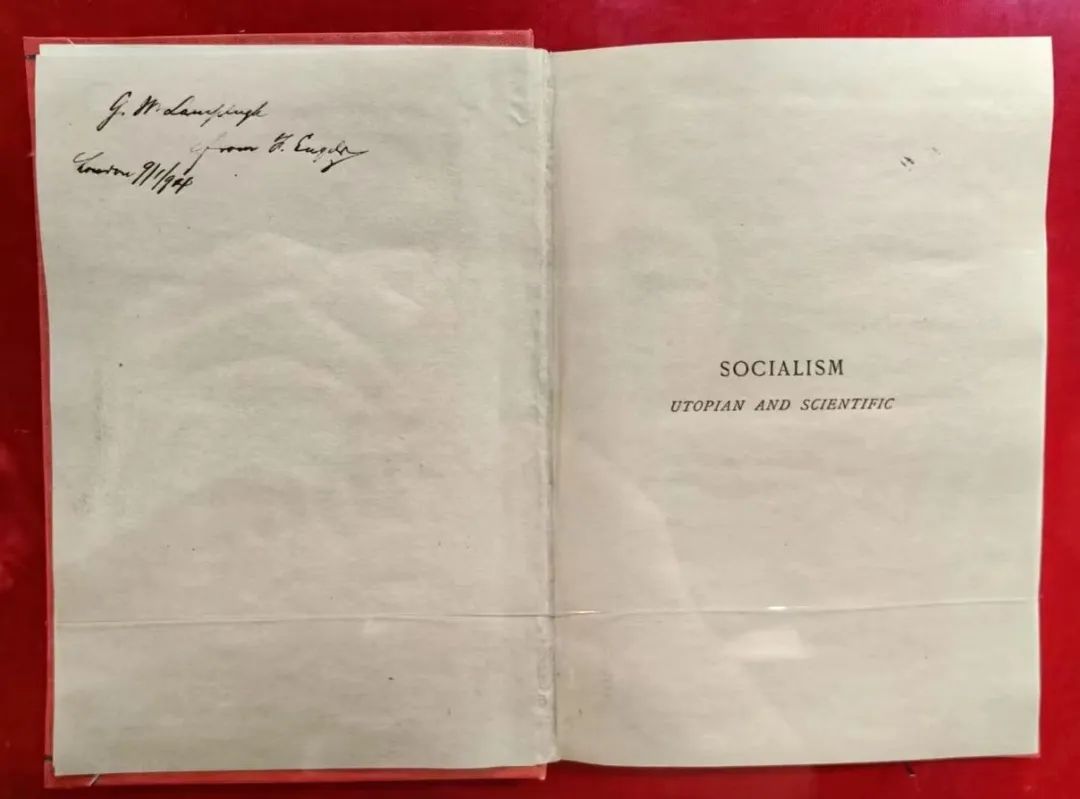 G. W. Lamplugh
from F. Engels
London 9/1/94
SOCIALISM
UTOPIAN AND SCIENTIFIC